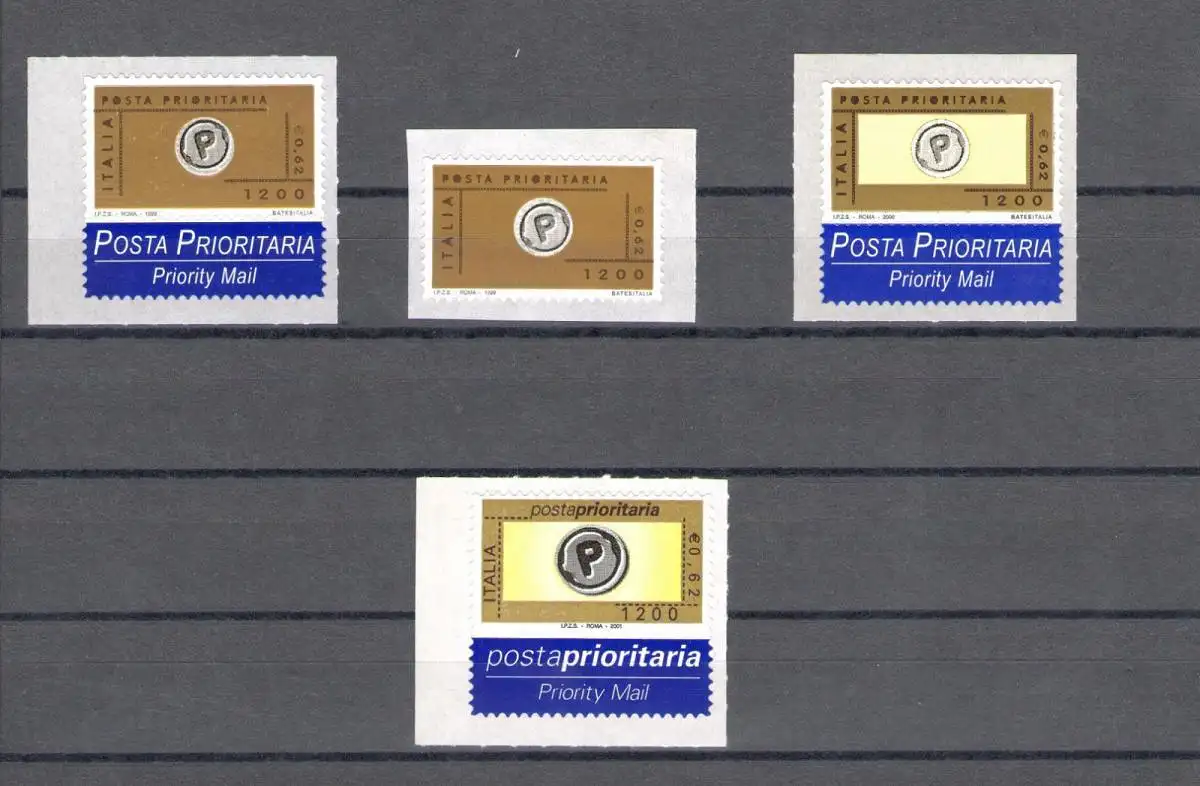 POSTA PRIORITARIA
ITALIA
P
€ 0,62
1200
I.P.Z.S. - ROMA - 1999
BATESITALIA
POSTA PRIORITARIA
Priority Mail
POSTA PRIORITARIA
ITALIA
P
€ 0,62
1200
I.P.Z.S. - ROMA - 1999
BATESITALIA
POSTA PRIORITARIA
ITALIA
P
€ 0,62
1200
I.P.Z.S. - ROMA - 2000
BATESITALIA
POSTA PRIORITARIA
Priority Mail
postaprioritaria
ITALIA
P
€0,62
1200
I.P.Z.S. - ROMA - 2001
postaprioritaria
Priority Mail